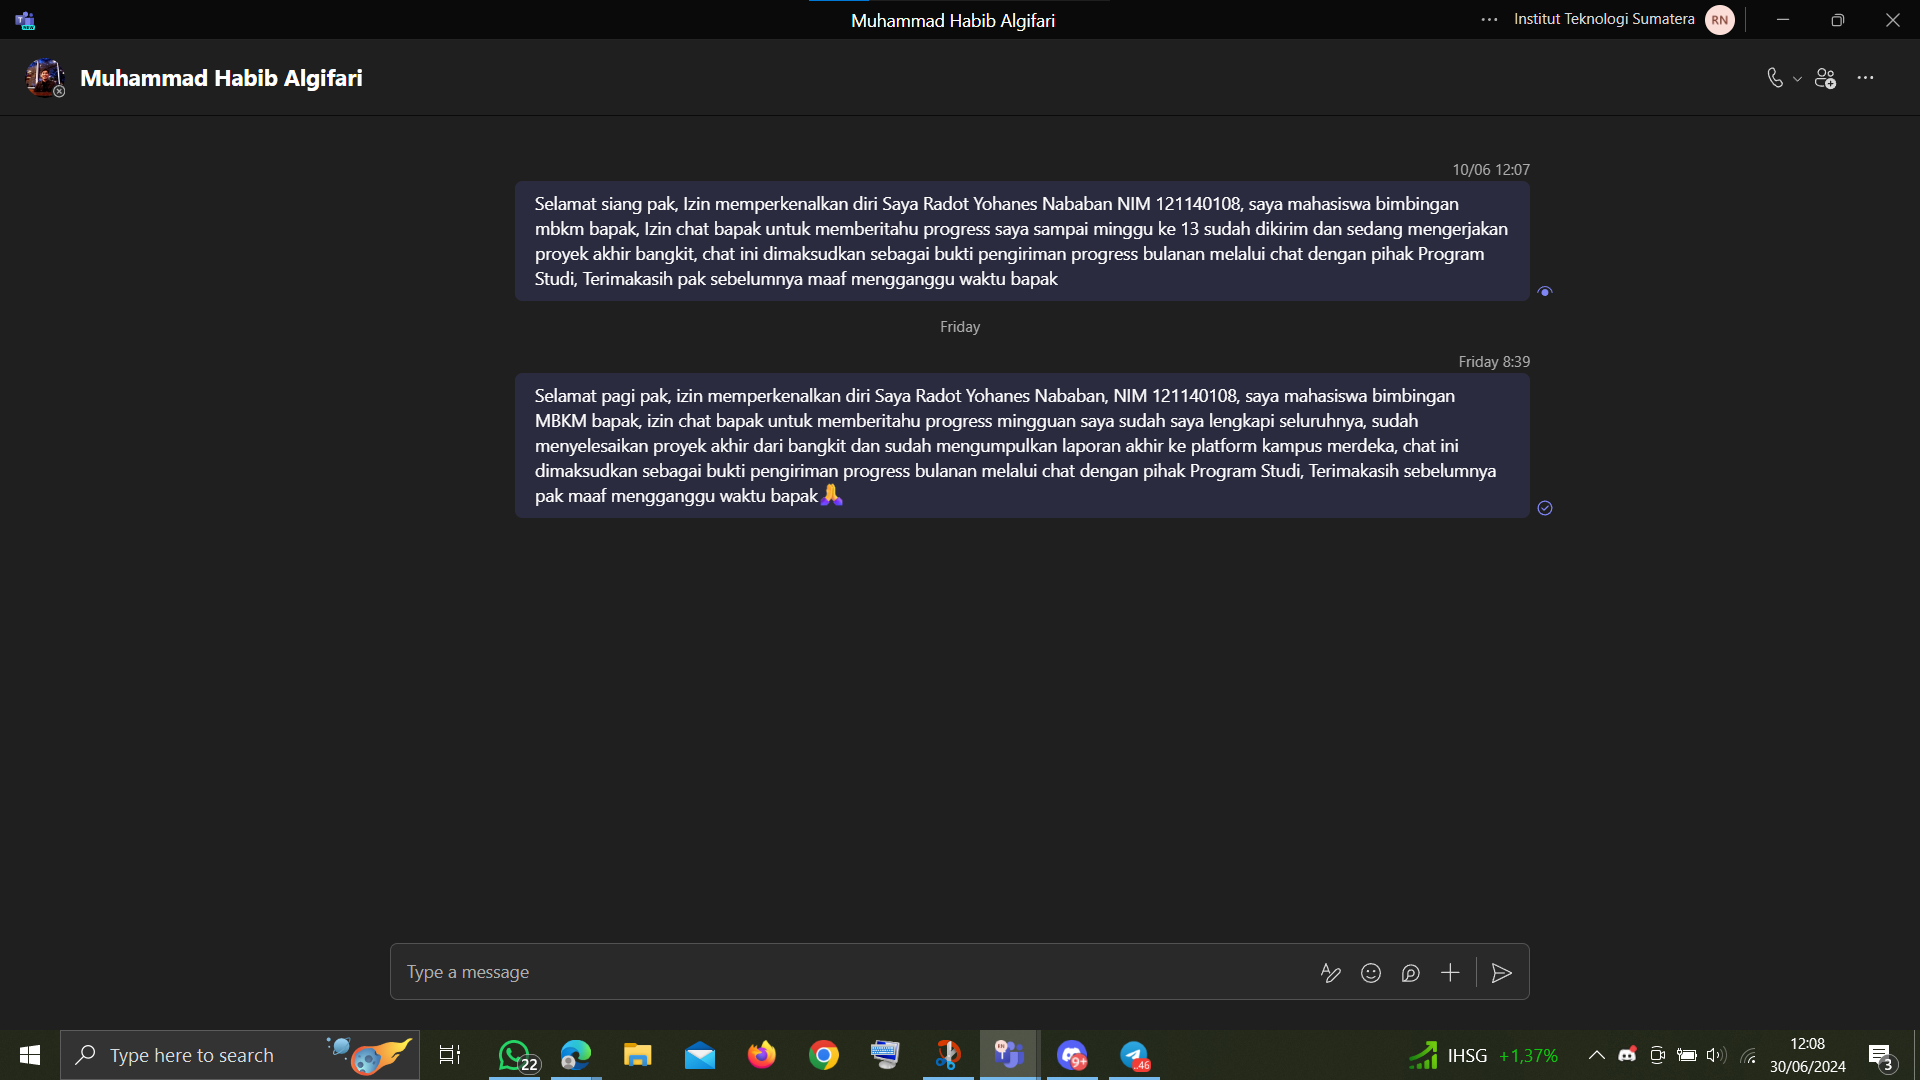 Muhammad Habib Algifari
Institut Teknologi Sumatera
RN
Muhammad Habib Algifari
10/06 12:07
Selamat siang pak, Izin memperkenalkan diri Saya Radot Yohanes Nababan NIM 121140108, saya mahasiswa bimbingan
mbkm bapak, Izin chat bapak untuk memberitahu progress saya sampai minggu ke 13 sudah dikirim dan sedang mengerjakan
proyek akhir bangkit, chat ini dimaksudkan sebagai bukti pengiriman progress bulanan melalui chat dengan pihak Program
Studi, Terimakasih pak sebelumnya maaf mengganggu waktu bapak
Friday
Friday 8:39
Selamat pagi pak, izin memperkenalkan diri Saya Radot Yohanes Nababan, NIM 121140108, saya mahasiswa bimbingan
MBKM bapak, izin chat bapak untuk memberitahu progress mingguan saya sudah saya lengkapi seluruhnya, sudah
menyelesaikan proyek akhir dari bangkit dan sudah mengumpulkan laporan akhir ke platform kampus merdeka, chat ini
dimaksudkan sebagai bukti pengiriman progress bulanan melalui chat dengan pihak Program Studi, Terimakasih sebelumnya
pak maaf mengganggu waktu bapak🙏
Type a message
Type here to search
22
9+
46
IHSG +1,37%
12:08
30/06/2024
3